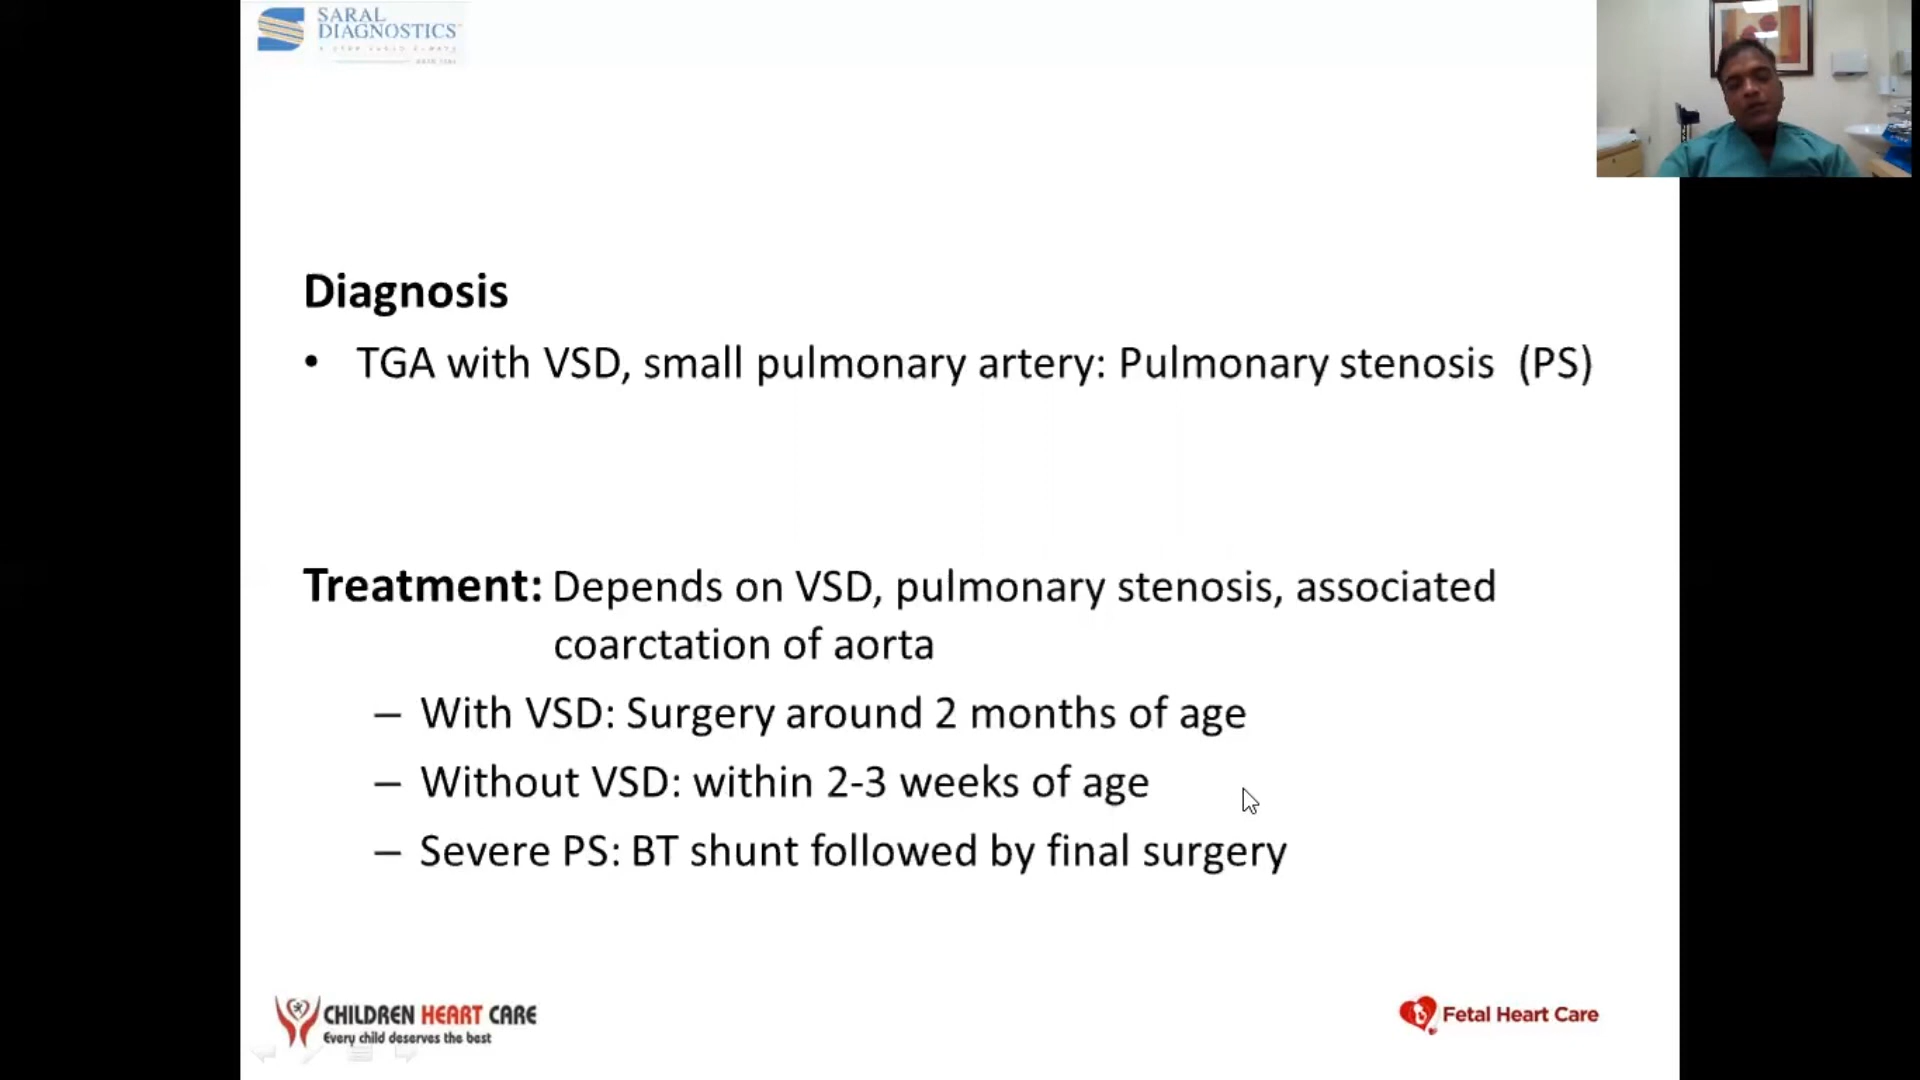 SARAL
DIAGNOSTICS
Diagnosis
• TGA with VSD, small pulmonary artery: Pulmonary stenosis (PS)
Treatment: Depends on VSD, pulmonary stenosis, associated
coarctation of aorta
– With VSD: Surgery around 2 months of age
– Without VSD: within 2-3 weeks of age
– Severe PS: BT shunt followed by final surgery
CHILDREN HEART CARE
Every child deserves the best
Fetal Heart Care